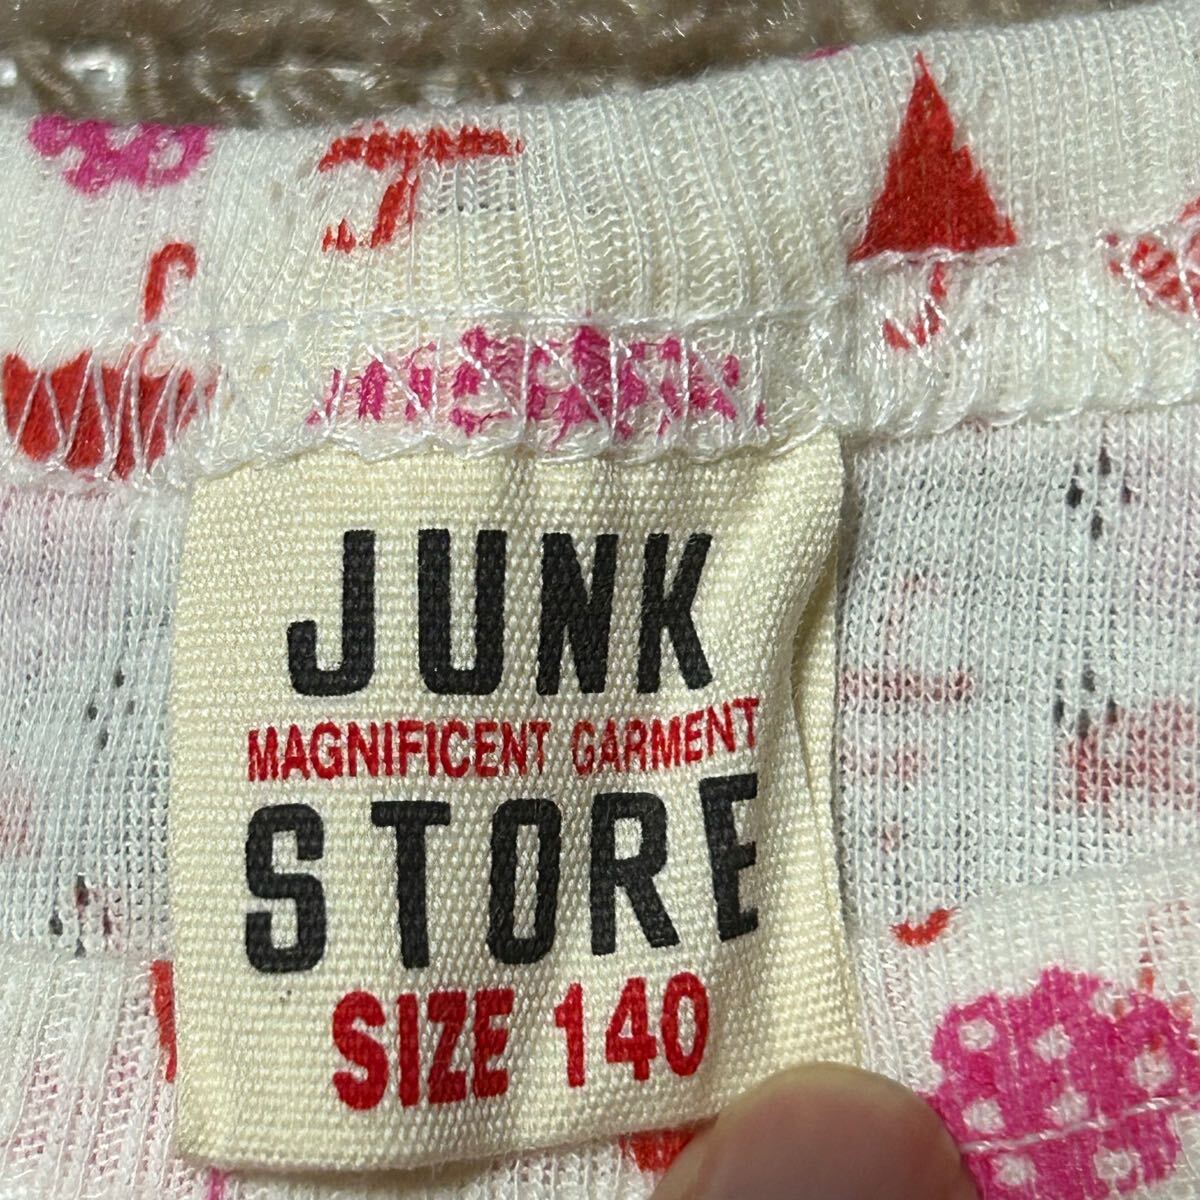 JUNK
MAGNIFICENT GARMENT
STORE
SIZE 140